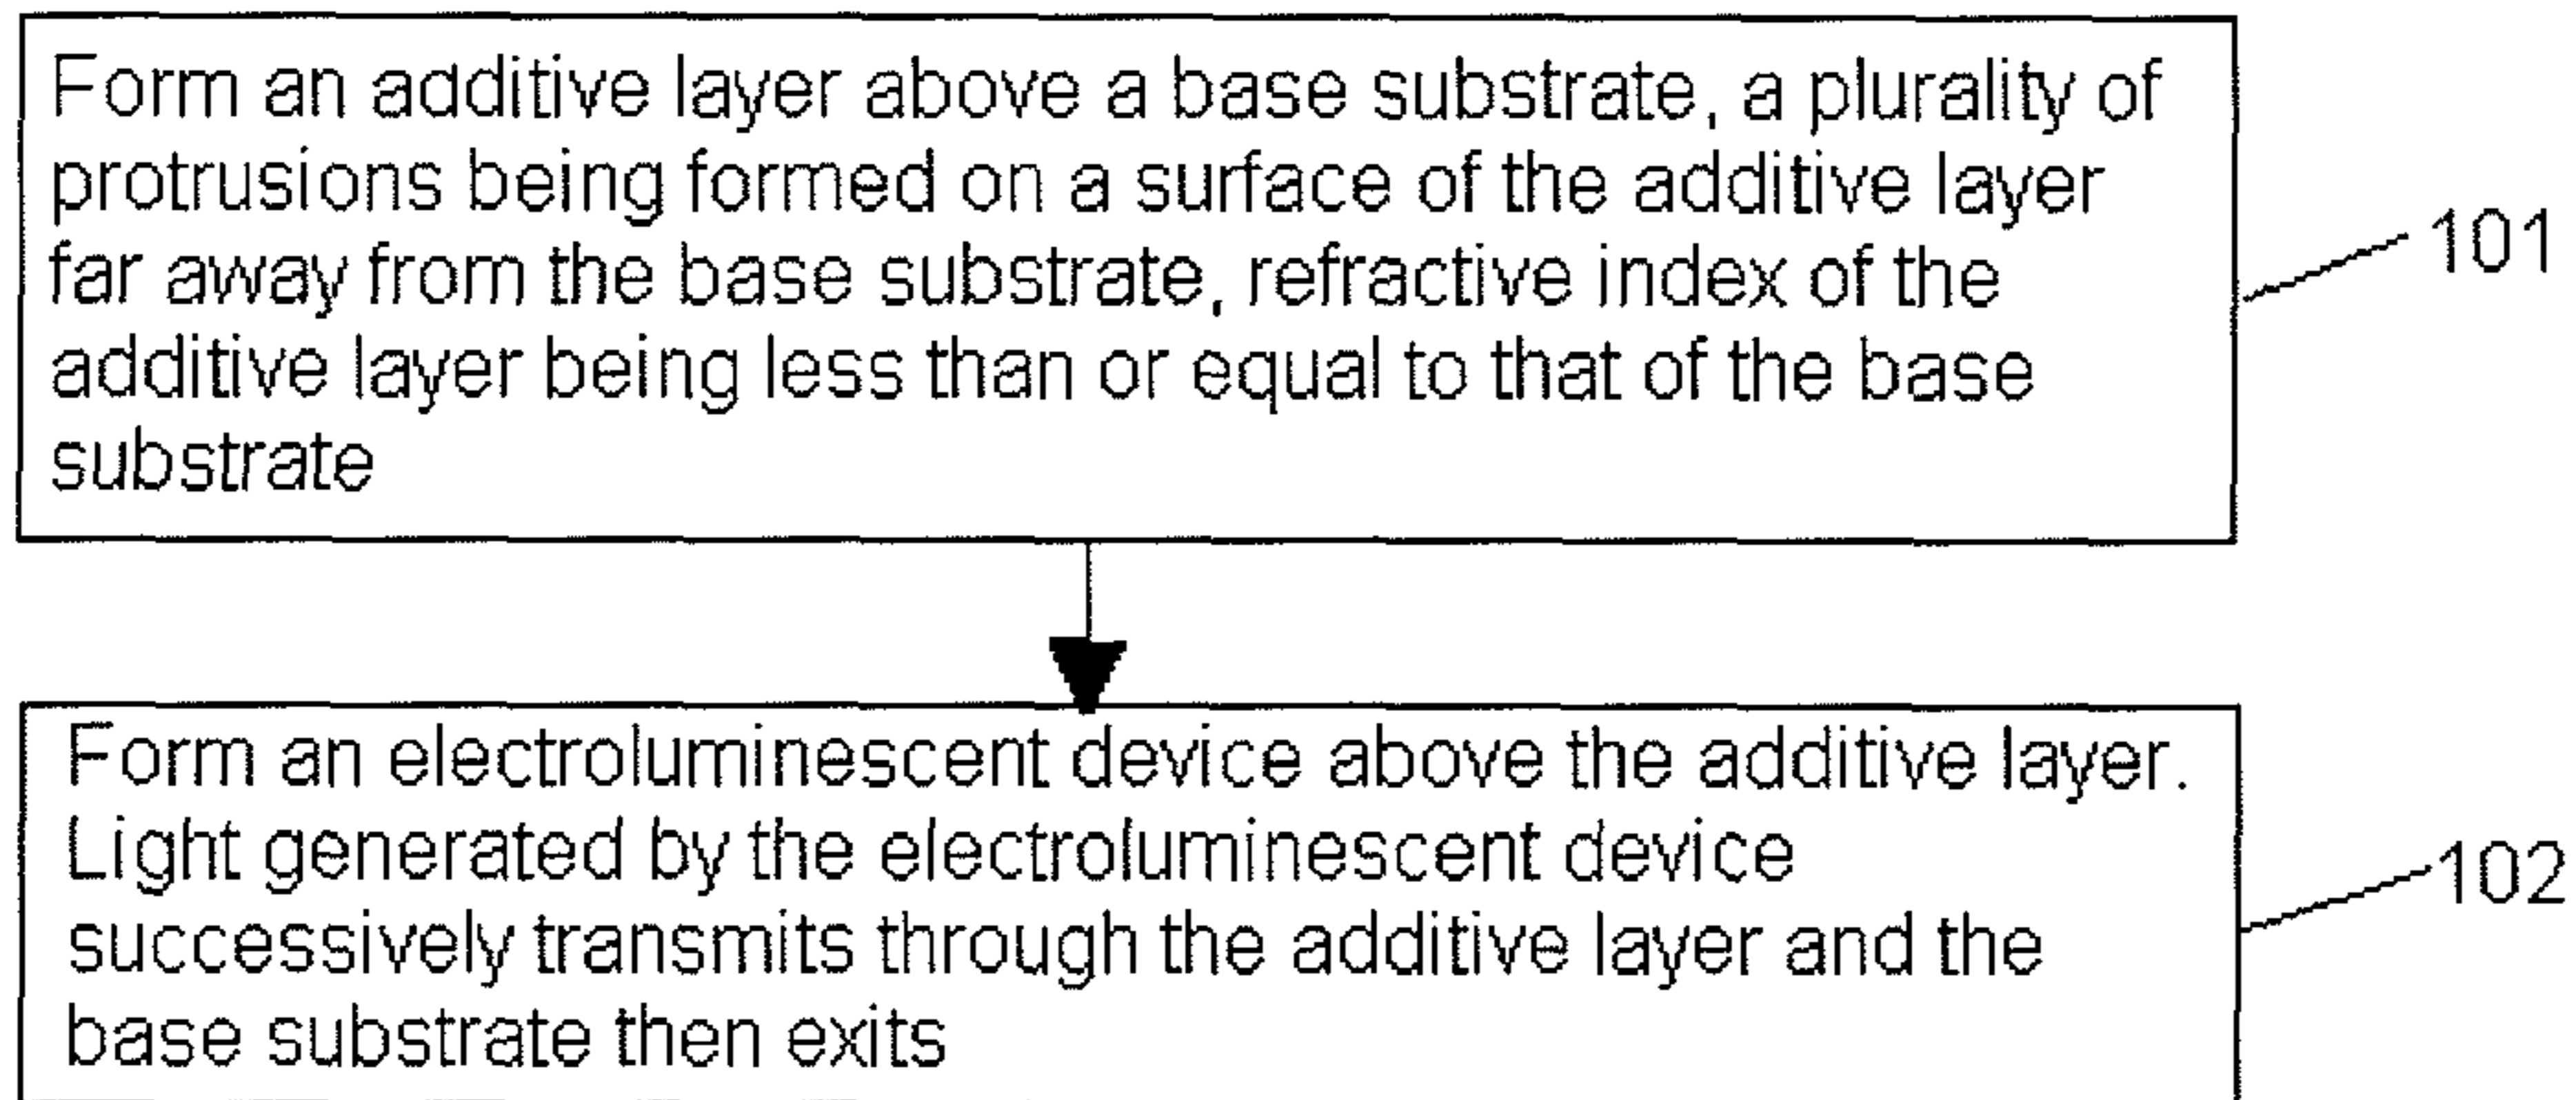 Form an additive layer above a base substrate, a plurality of
protrusions being formed on a surface of the additive layer
far away from the base substrate, refractive index of the
additive layer being less than or equal to that of the base
substrate
101
Form an electroluminescent device above the additive layer.
Light generated by the electroluminescent device
successively transmits through the additive layer and the
base substrate then exits
102